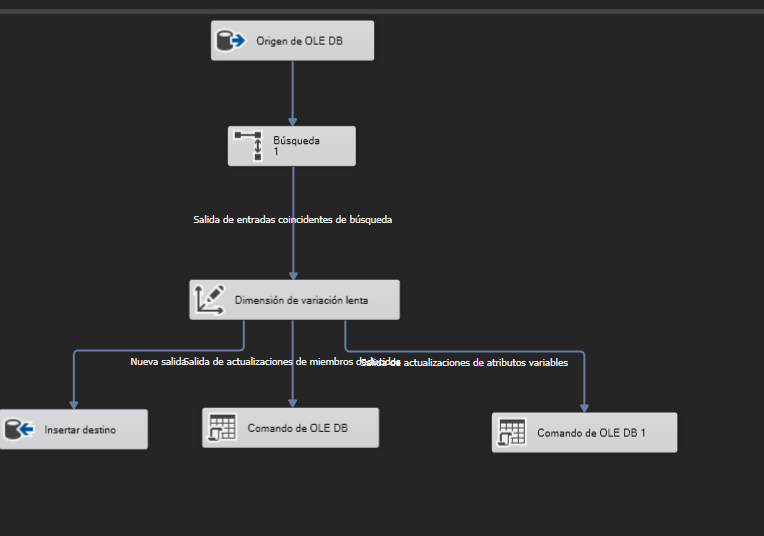 Origen de OLE DB
Búsqueda
1
Salida de entradas coincidentes de búsqueda
Dimensión de variación lenta
Nueva salida
Salida de actualizaciones de miembros
Salida de actualizaciones de atributos variables
Insertar destino
Comando de OLE DB
Comando de OLE DB 1